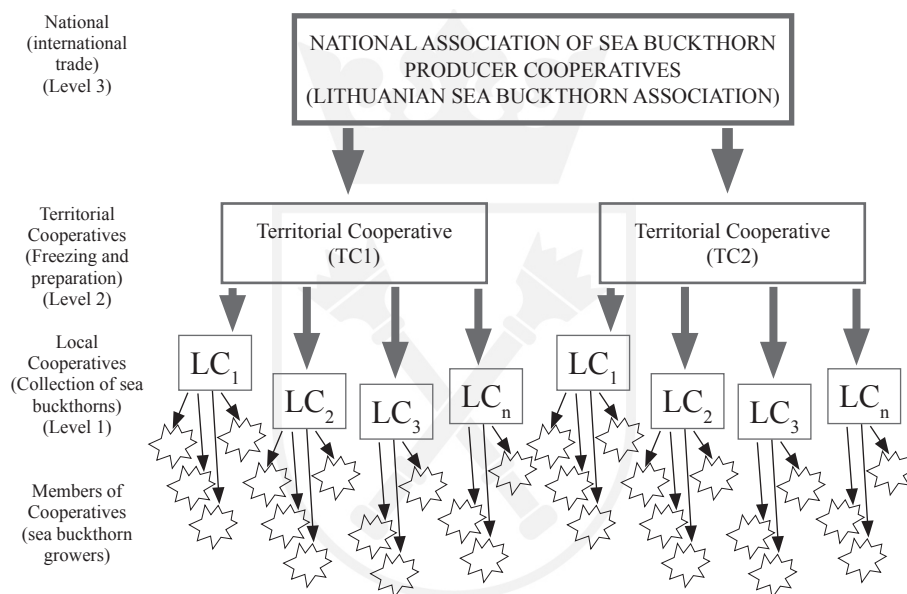 National
(international
trade)
(Level 3)
NATIONAL ASSOCIATION OF SEA BUCKTHORN
PRODUCER COOPERATIVES
(LITHUANIAN SEA BUCKTHORN ASSOCIATION)
Territorial
Cooperatives
(Freezing and
preparation)
(Level 2)
Territorial Cooperative
(TC1)
Territorial Cooperative
(TC2)
Local
Cooperatives
(Collection of sea
buckthorns)
(Level 1)
LC1
LC2
LC3
LCn
LC1
LC2
LC3
LCn
Members of
Cooperatives
(sea buckthorn
growers)